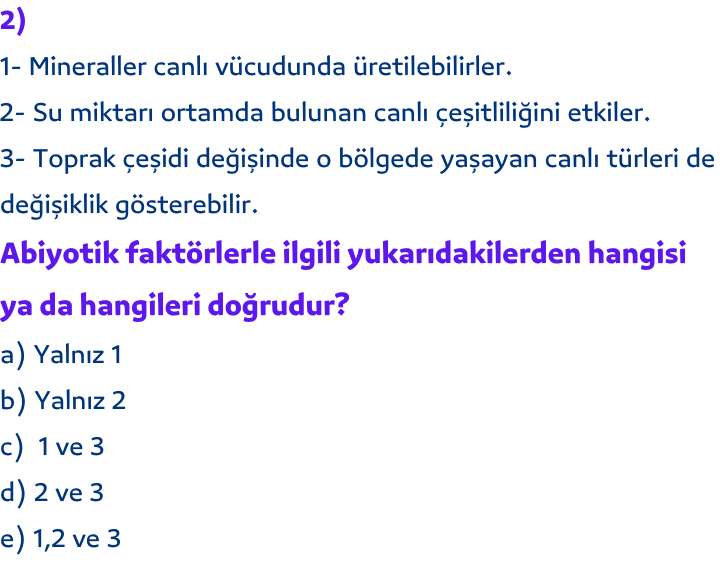 2)
1- Mineraller canlı vücudunda üretilebilirler.
2- Su miktarı ortamda bulunan canlı çeşitliliğini etkiler.
3- Toprak çeşidi değişinde o bölgede yaşayan canlı türleri de
değişiklik gösterebilir.
Abiyotik faktörlerle ilgili yukarıdakilerden hangisi
ya da hangileri doğrudur?
a) Yalnız 1
b) Yalnız 2
c) 1 ve 3
d) 2 ve 3
e) 1,2 ve 3